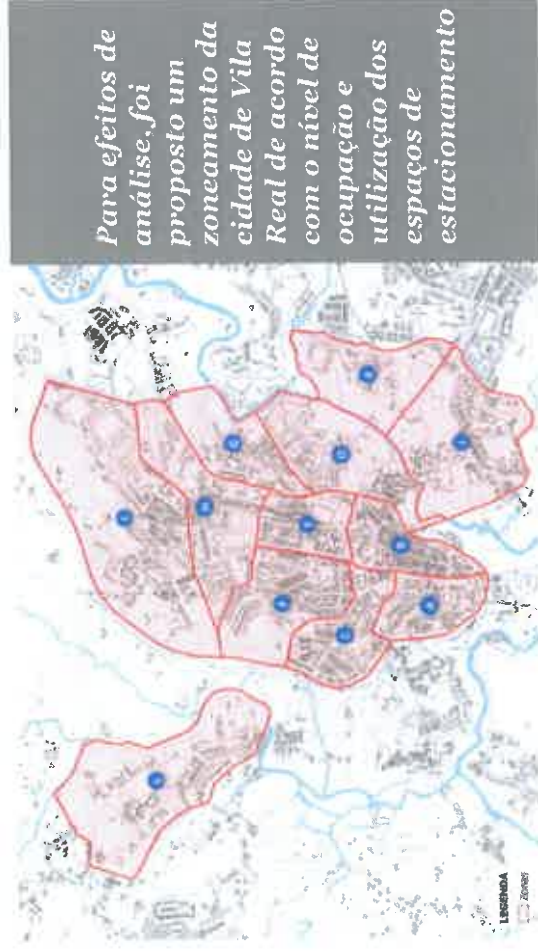 Para efeitos de
análise, foi
proposto um
zoneamento da
cidade de Vila
Real de acordo
com o nível de
ocupação e
utilização dos
espaços de
estacionamento
LEGENDA
Zonas